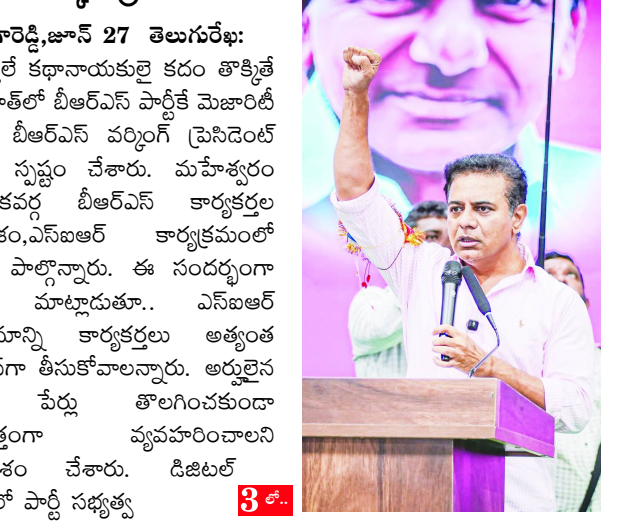 జూన్ 27 తెలుగురేఖ:
కథానాయకులై కదం తొక్కితే
బీఆర్ఎస్ పార్టీకే మెజారిటీ
బీఆర్ఎస్ వర్కింగ్ ప్రెసిడెంట్
స్పష్టం చేశారు. మహేశ్వరం
బీఆర్ఎస్ కార్యకర్తల
ఎస్ఐఆర్ కార్యక్రమంలో
పాల్గొన్నారు. ఈ సందర్భంగా
మాట్లాడుతూ.. ఎస్ఐఆర్
కార్యకర్తలు అత్యంత
తీసుకోవాలన్నారు. అర్హులైన
పేర్లు తొలగించకుండా
వ్యవహరించాలని
చేశారు. డిజిటల్
పార్టీ సభ్యత్వ
3 లో..